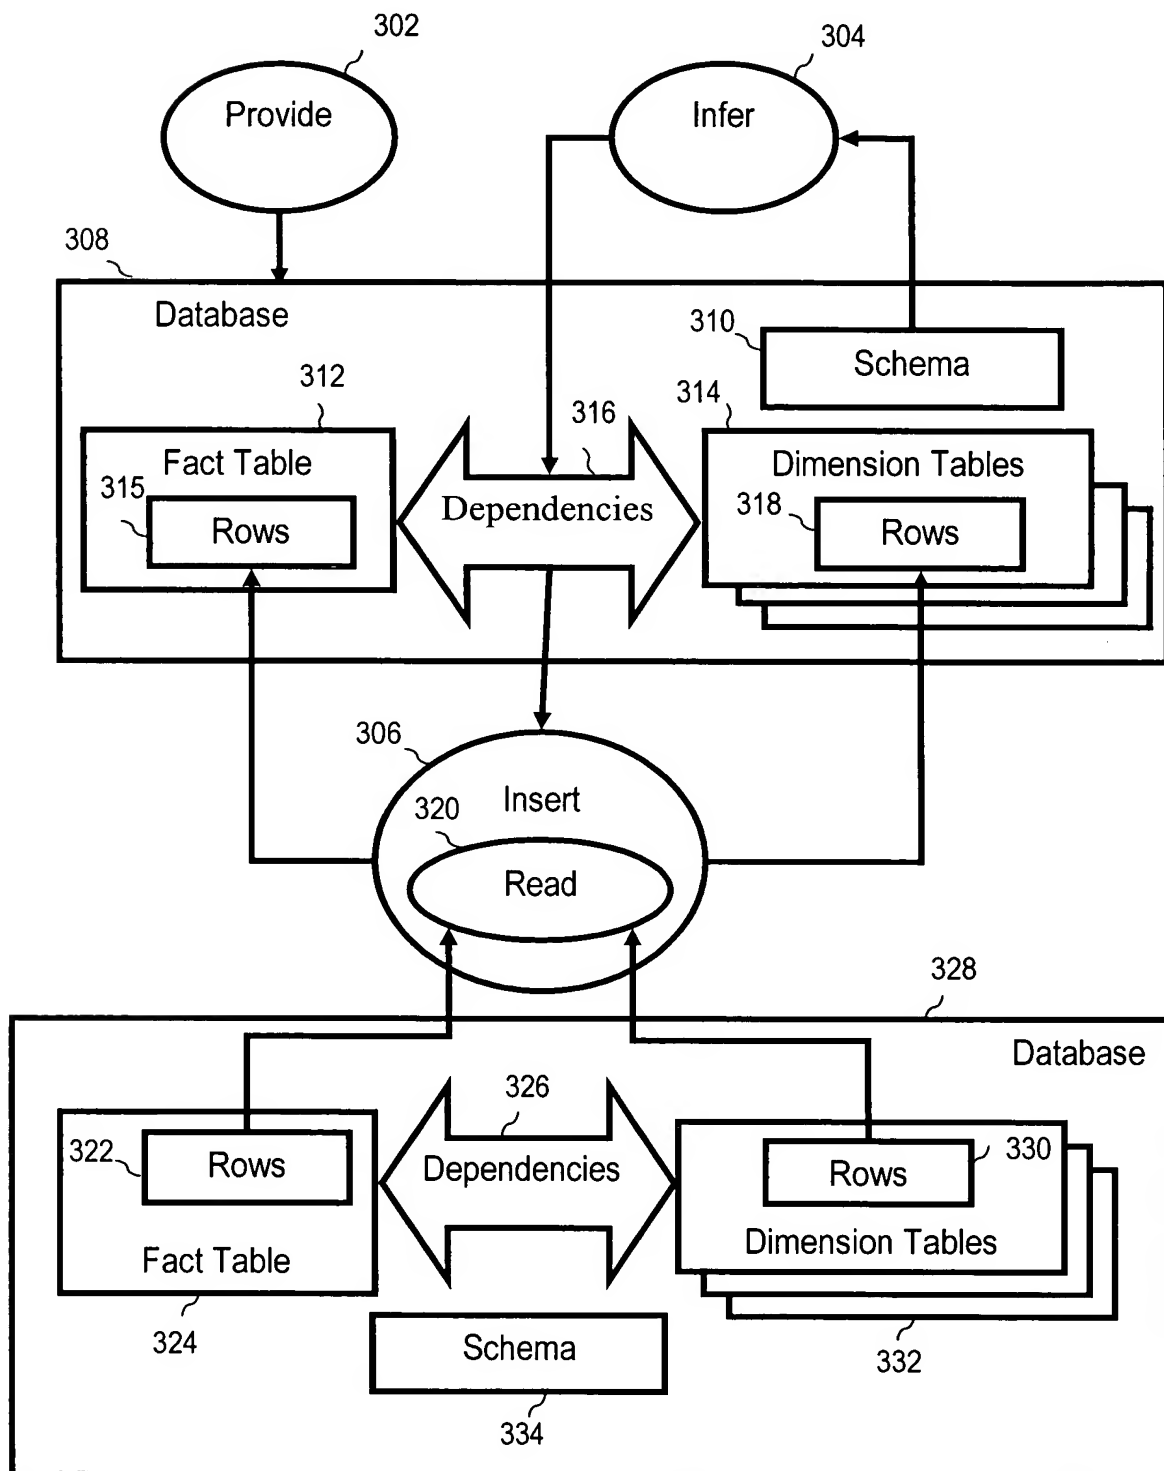 302
304
Provide
Infer
308
Database
310
Schema
312
314
316
Fact Table
Dimension Tables
315
Rows
Dependencies
318
Rows
306
Insert
320
Read
328
Database
326
322
Rows
Dependencies
Rows
330
Fact Table
Dimension Tables
324
Schema
332
334